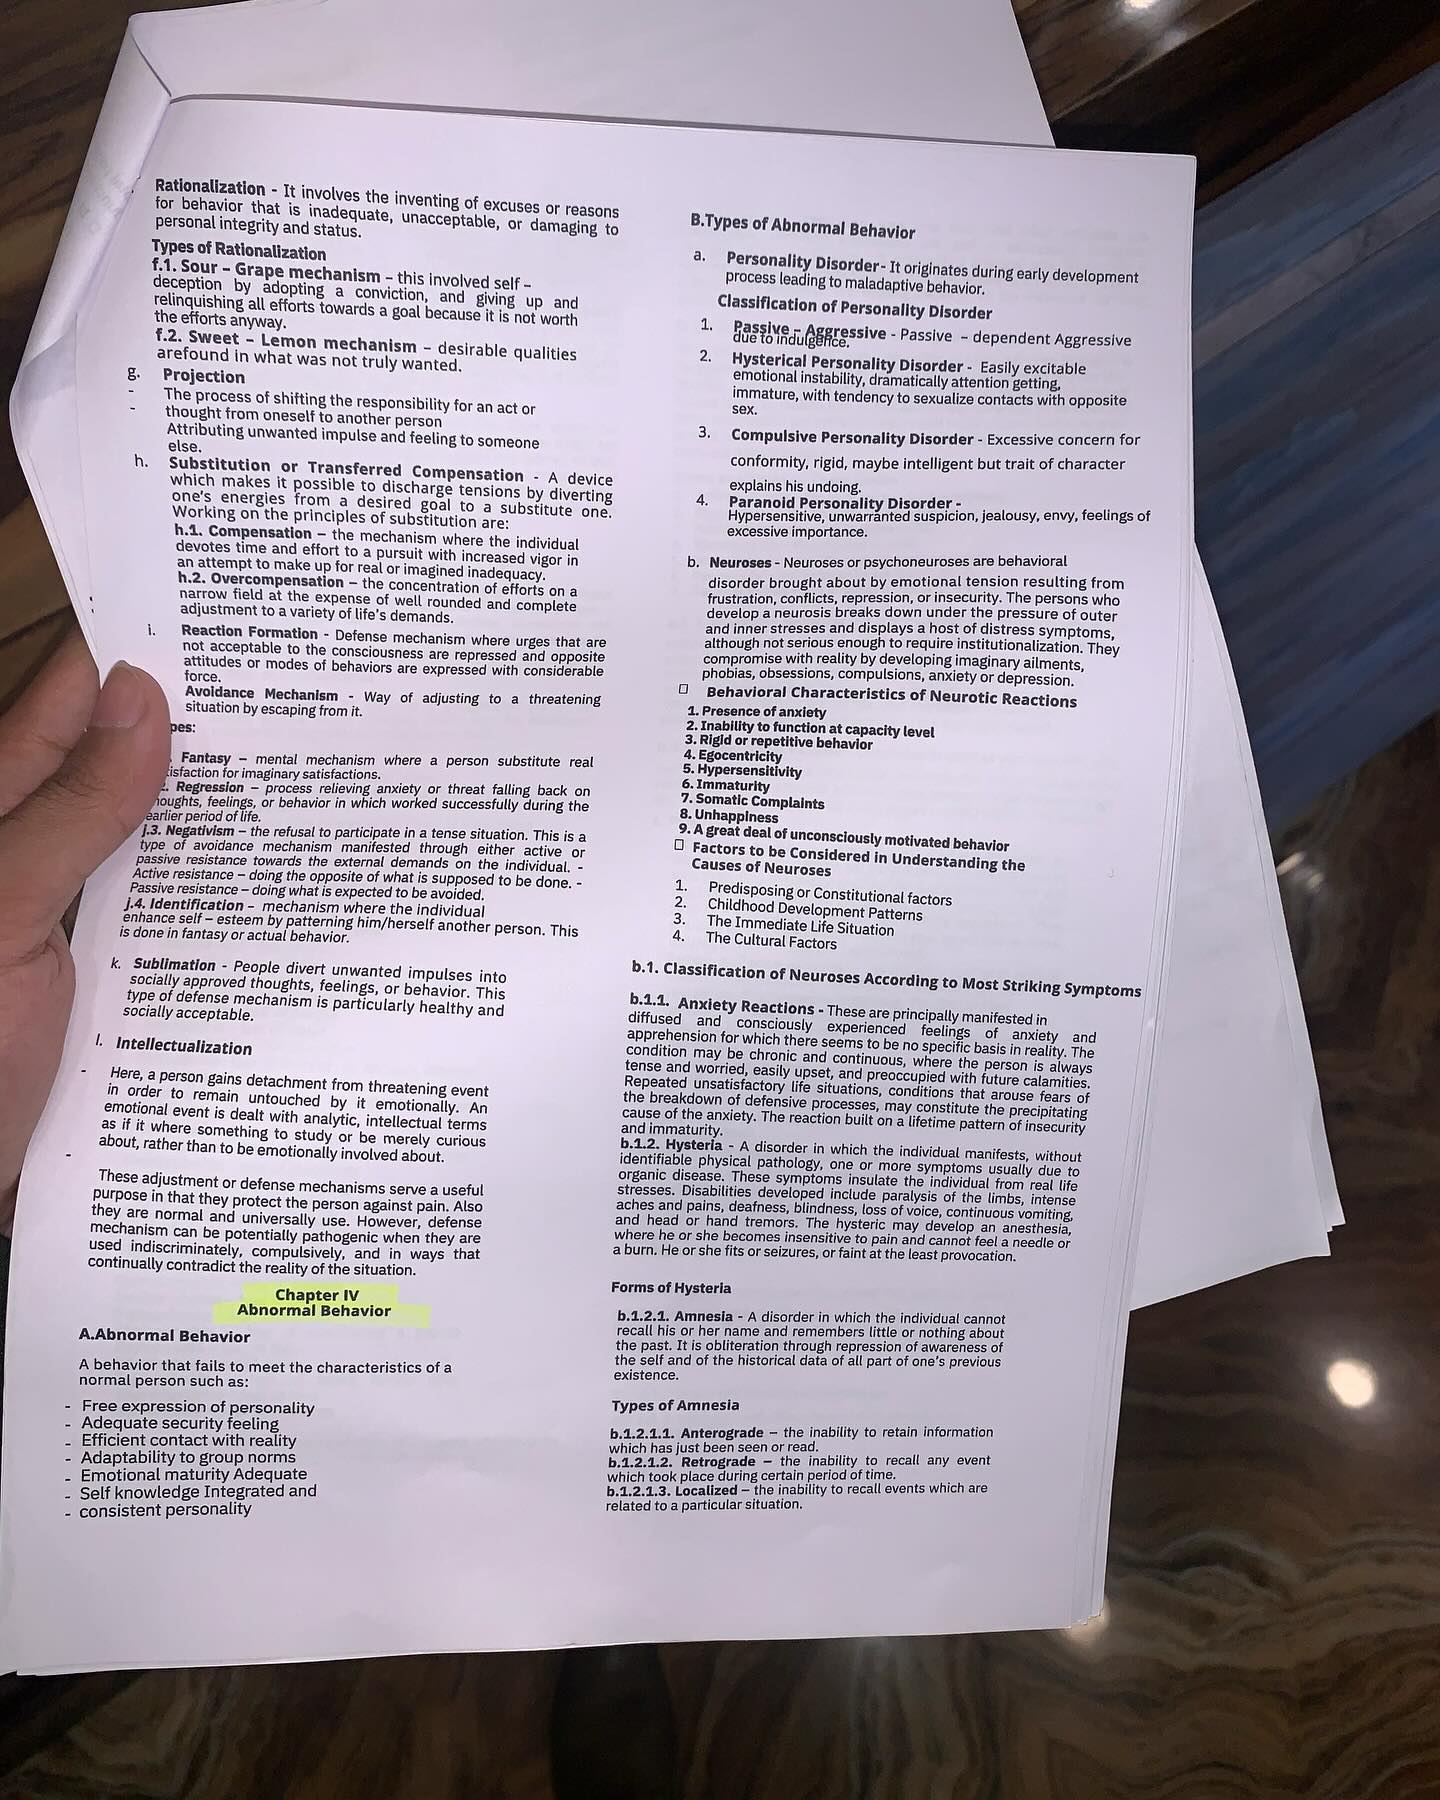 Rationalization - It involves the inventing of excuses or reasons
for behavior that is inadequate, unacceptable, or damaging to
personal integrity and status.
Types of Rationalization
f.1. Sour – Grape mechanism – this involved self –
deception by adopting a conviction, and giving up and
relinquishing all efforts towards a goal because it is not worth
the efforts anyway.
f.2. Sweet – Lemon mechanism – desirable qualities
arefound in what was not truly wanted.
g. Projection
- The process of shifting the responsibility for an act or
- thought from oneself to another person
Attributing unwanted impulse and feeling to someone
else.
h. Substitution or Transferred Compensation - A device
which makes it possible to discharge tensions by diverting
one's energies from a desired goal to a substitute one.
Working on the principles of substitution are:
h.1. Compensation – the mechanism where the individual
devotes time and effort to a pursuit with increased vigor in
an attempt to make up for real or imagined inadequacy.
h.2. Overcompensation – the concentration of efforts on a
narrow field at the expense of well rounded and complete
adjustment to a variety of life's demands.
i. Reaction Formation - Defense mechanism where urges that are
not acceptable to the consciousness are repressed and opposite
attitudes or modes of behaviors are expressed with considerable
force.
Avoidance Mechanism - Way of adjusting to a threatening
situation by escaping from it.
pes:
Fantasy – mental mechanism where a person substitute real
isfaction for imaginary satisfactions.
. Regression – process relieving anxiety or threat falling back on
houghts, feelings, or behavior in which worked successfully during the
earlier period of life.
j.3. Negativism – the refusal to participate in a tense situation. This is a
type of avoidance mechanism manifested through either active or
passive resistance towards the external demands on the individual. -
Active resistance – doing the opposite of what is supposed to be done. -
Passive resistance – doing what is expected to be avoided.
j.4. Identification – mechanism where the individual
enhance self – esteem by patterning him/herself another person. This
is done in fantasy or actual behavior.
k. Sublimation - People divert unwanted impulses into
socially approved thoughts, feelings, or behavior. This
type of defense mechanism is particularly healthy and
socially acceptable.
l. Intellectualization
- Here, a person gains detachment from threatening event
in order to remain untouched by it emotionally. An
emotional event is dealt with analytic, intellectual terms
as if it where something to study or be merely curious
about, rather than to be emotionally involved about.
-
These adjustment or defense mechanisms serve a useful
purpose in that they protect the person against pain. Also
they are normal and universally use. However, defense
mechanism can be potentially pathogenic when they are
used indiscriminately, compulsively, and in ways that
continually contradict the reality of the situation.
Chapter IV
Abnormal Behavior
A.Abnormal Behavior
A behavior that fails to meet the characteristics of a
normal person such as:
- Free expression of personality
- Adequate security feeling
- Efficient contact with reality
- Adaptability to group norms
- Emotional maturity Adequate
- Self knowledge Integrated and
- consistent personality
B.Types of Abnormal Behavior
a. Personality Disorder- It originates during early development
process leading to maladaptive behavior.
Classification of Personality Disorder
1. Passive – Aggressive - Passive – dependent Aggressive
due to indulgence.
2. Hysterical Personality Disorder - Easily excitable
emotional instability, dramatically attention getting,
immature, with tendency to sexualize contacts with opposite
sex.
3. Compulsive Personality Disorder - Excessive concern for
conformity, rigid, maybe intelligent but trait of character
explains his undoing.
4. Paranoid Personality Disorder -
Hypersensitive, unwarranted suspicion, jealousy, envy, feelings of
excessive importance.
b. Neuroses - Neuroses or psychoneuroses are behavioral
disorder brought about by emotional tension resulting from
frustration, conflicts, repression, or insecurity. The persons who
develop a neurosis breaks down under the pressure of outer
and inner stresses and displays a host of distress symptoms,
although not serious enough to require institutionalization. They
compromise with reality by developing imaginary ailments,
phobias, obsessions, compulsions, anxiety or depression.
Behavioral Characteristics of Neurotic Reactions
1. Presence of anxiety
2. Inability to function at capacity level
3. Rigid or repetitive behavior
4. Egocentricity
5. Hypersensitivity
6. Immaturity
7. Somatic Complaints
8. Unhappiness
9. A great deal of unconsciously motivated behavior
Factors to be Considered in Understanding the
Causes of Neuroses
1. Predisposing or Constitutional factors
2. Childhood Development Patterns
3. The Immediate Life Situation
4. The Cultural Factors
b.1. Classification of Neuroses According to Most Striking Symptoms
b.1.1. Anxiety Reactions - These are principally manifested in
diffused and consciously experienced feelings of anxiety and
apprehension for which there seems to be no specific basis in reality. The
condition may be chronic and continuous, where the person is always
tense and worried, easily upset, and preoccupied with future calamities.
Repeated unsatisfactory life situations, conditions that arouse fears of
the breakdown of defensive processes, may constitute the precipitating
cause of the anxiety. The reaction built on a lifetime pattern of insecurity
and immaturity.
b.1.2. Hysteria - A disorder in which the individual manifests, without
identifiable physical pathology, one or more symptoms usually due to
organic disease. These symptoms insulate the individual from real life
stresses. Disabilities developed include paralysis of the limbs, intense
aches and pains, deafness, blindness, loss of voice, continuous vomiting,
and head or hand tremors. The hysteric may develop an anesthesia,
where he or she becomes insensitive to pain and cannot feel a needle or
a burn. He or she fits or seizures, or faint at the least provocation.
Forms of Hysteria
b.1.2.1. Amnesia - A disorder in which the individual cannot
recall his or her name and remembers little or nothing about
the past. It is obliteration through repression of awareness of
the self and of the historical data of all part of one's previous
existence.
Types of Amnesia
b.1.2.1.1. Anterograde – the inability to retain information
which has just been seen or read.
b.1.2.1.2. Retrograde – the inability to recall any event
which took place during certain period of time.
b.1.2.1.3. Localized – the inability to recall events which are
related to a particular situation.